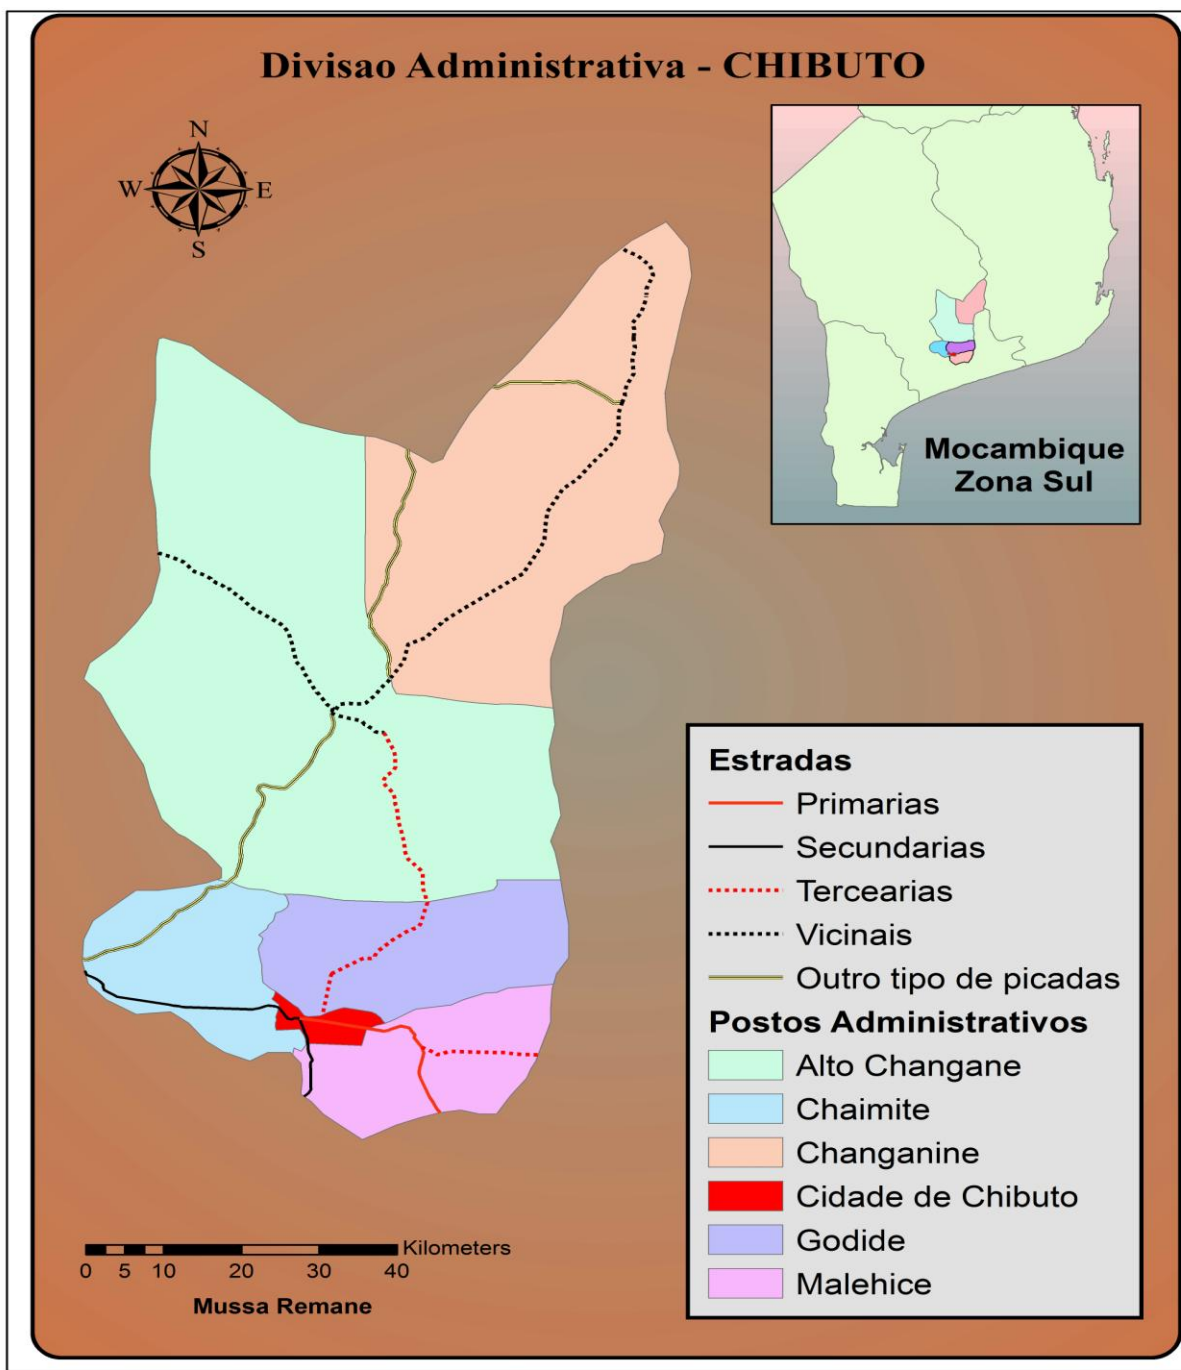 Divisao Administrativa - CHIBUTO
N
W E
S
Mocambique
Zona Sul
Estradas
Primarias
Secundarias
Tercearias
Vicinais
Outro tipo de picadas
Postos Administrativos
Alto Changane
Chaimite
Changanine
Cidade de Chibuto
Godide
Malehice
Kilometers
0 5 10 20 30 40
Mussa Remane